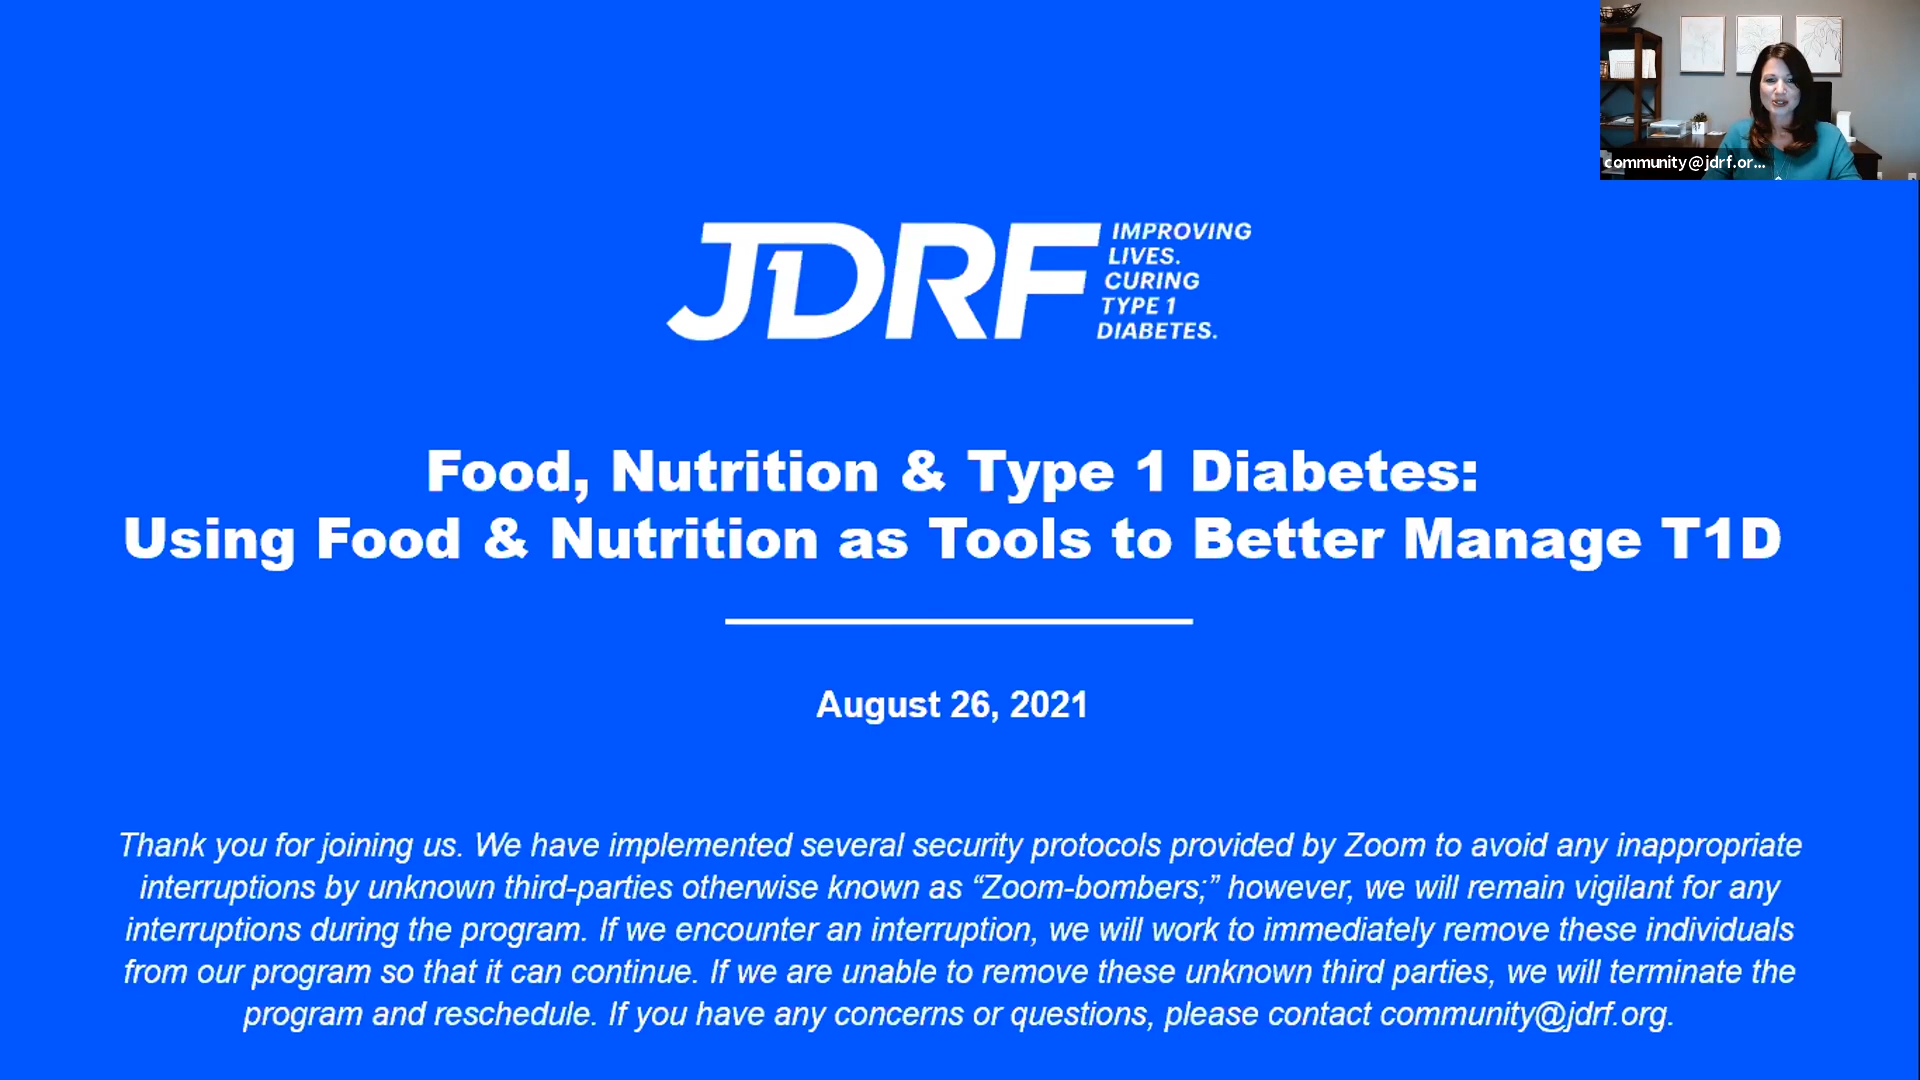 community@jdrf.or...
JDRF
IMPROVING
LIVES.
CURING
TYPE 1
DIABETES.
Food, Nutrition & Type 1 Diabetes:
Using Food & Nutrition as Tools to Better Manage T1D
August 26, 2021
Thank you for joining us. We have implemented several security protocols provided by Zoom to avoid any inappropriate
interruptions by unknown third-parties otherwise known as “Zoom-bombers;” however, we will remain vigilant for any
interruptions during the program. If we encounter an interruption, we will work to immediately remove these individuals
from our program so that it can continue. If we are unable to remove these unknown third parties, we will terminate the
program and reschedule. If you have any concerns or questions, please contact community@jdrf.org.